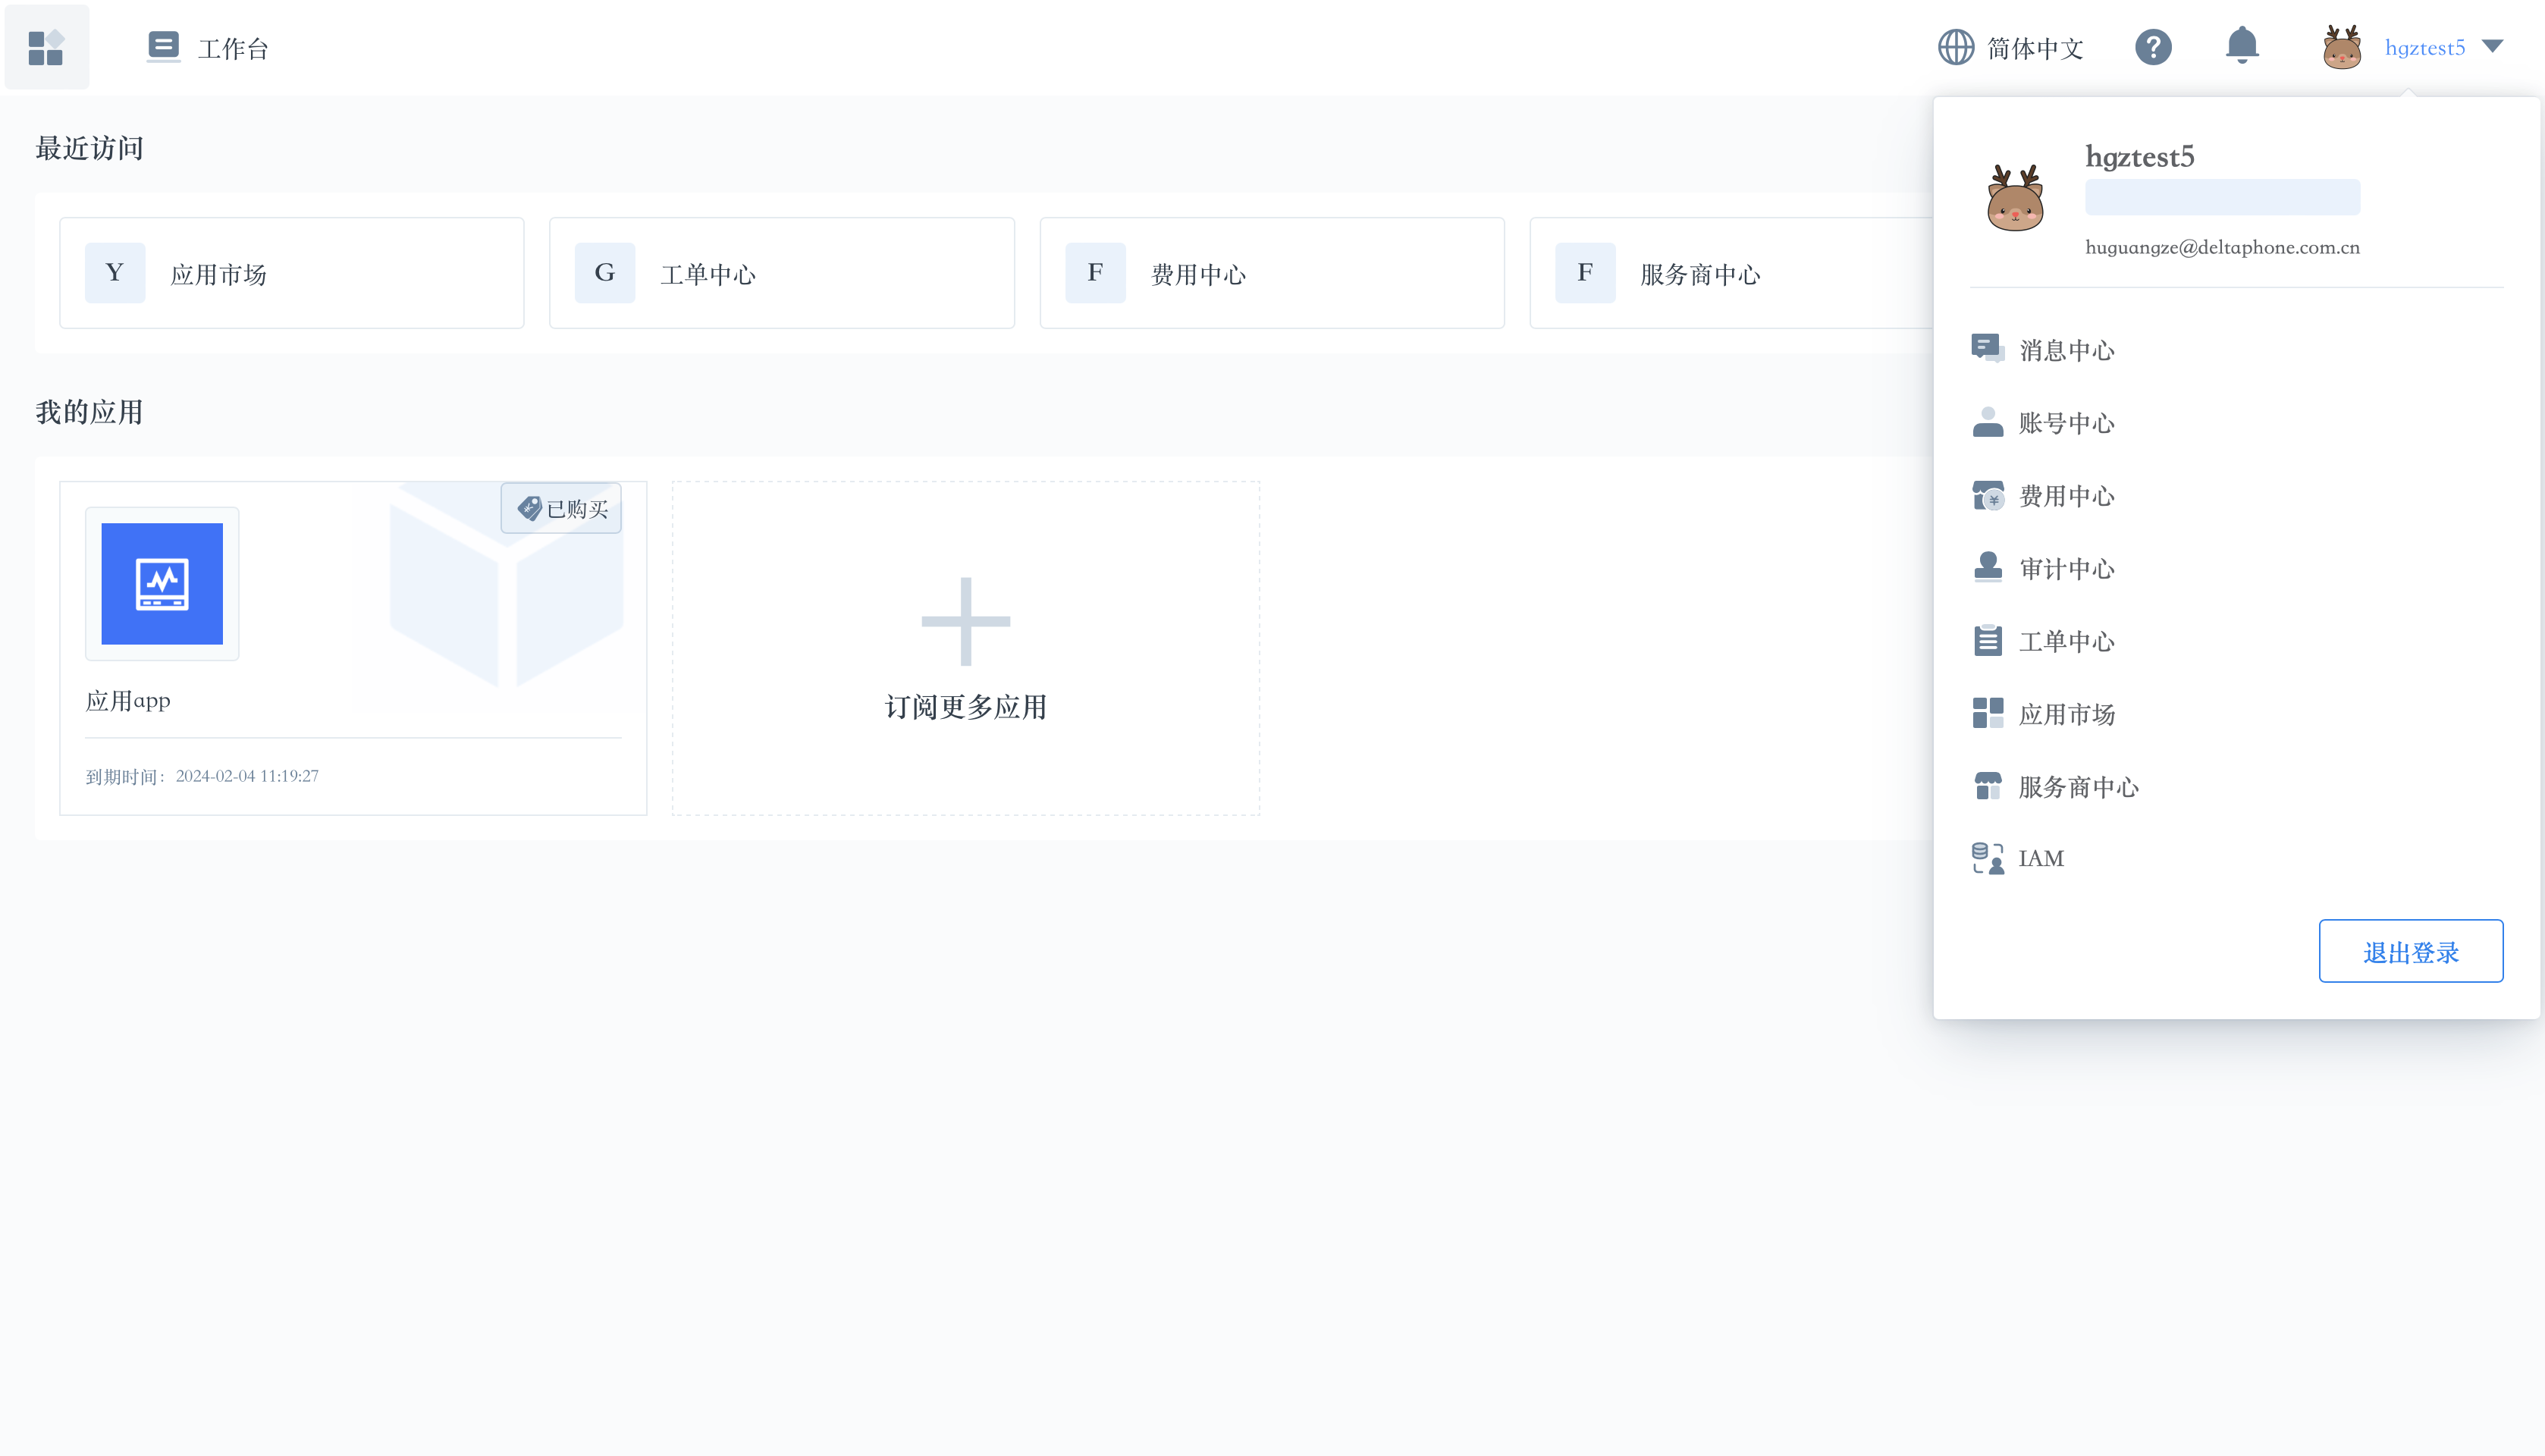 工作台
简体中文
hgztest5
最近访问
Y 应用市场
G 工单中心
F 费用中心
F 服务商中心
我的应用
已购买
应用app
到期时间: 2024-02-04 11:19:27
订阅更多应用
hgztest5
huguangze@deltaphone.com.cn
消息中心
账号中心
费用中心
审计中心
工单中心
应用市场
服务商中心
IAM
退出登录